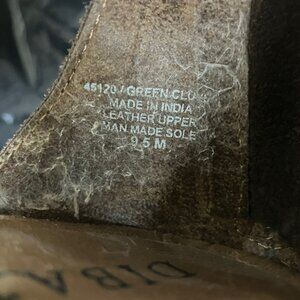 45120 / GREEN CLU
MADE IN INDIA
LEATHER UPPER
MAN MADE SOLE
9.5 M
DIBA